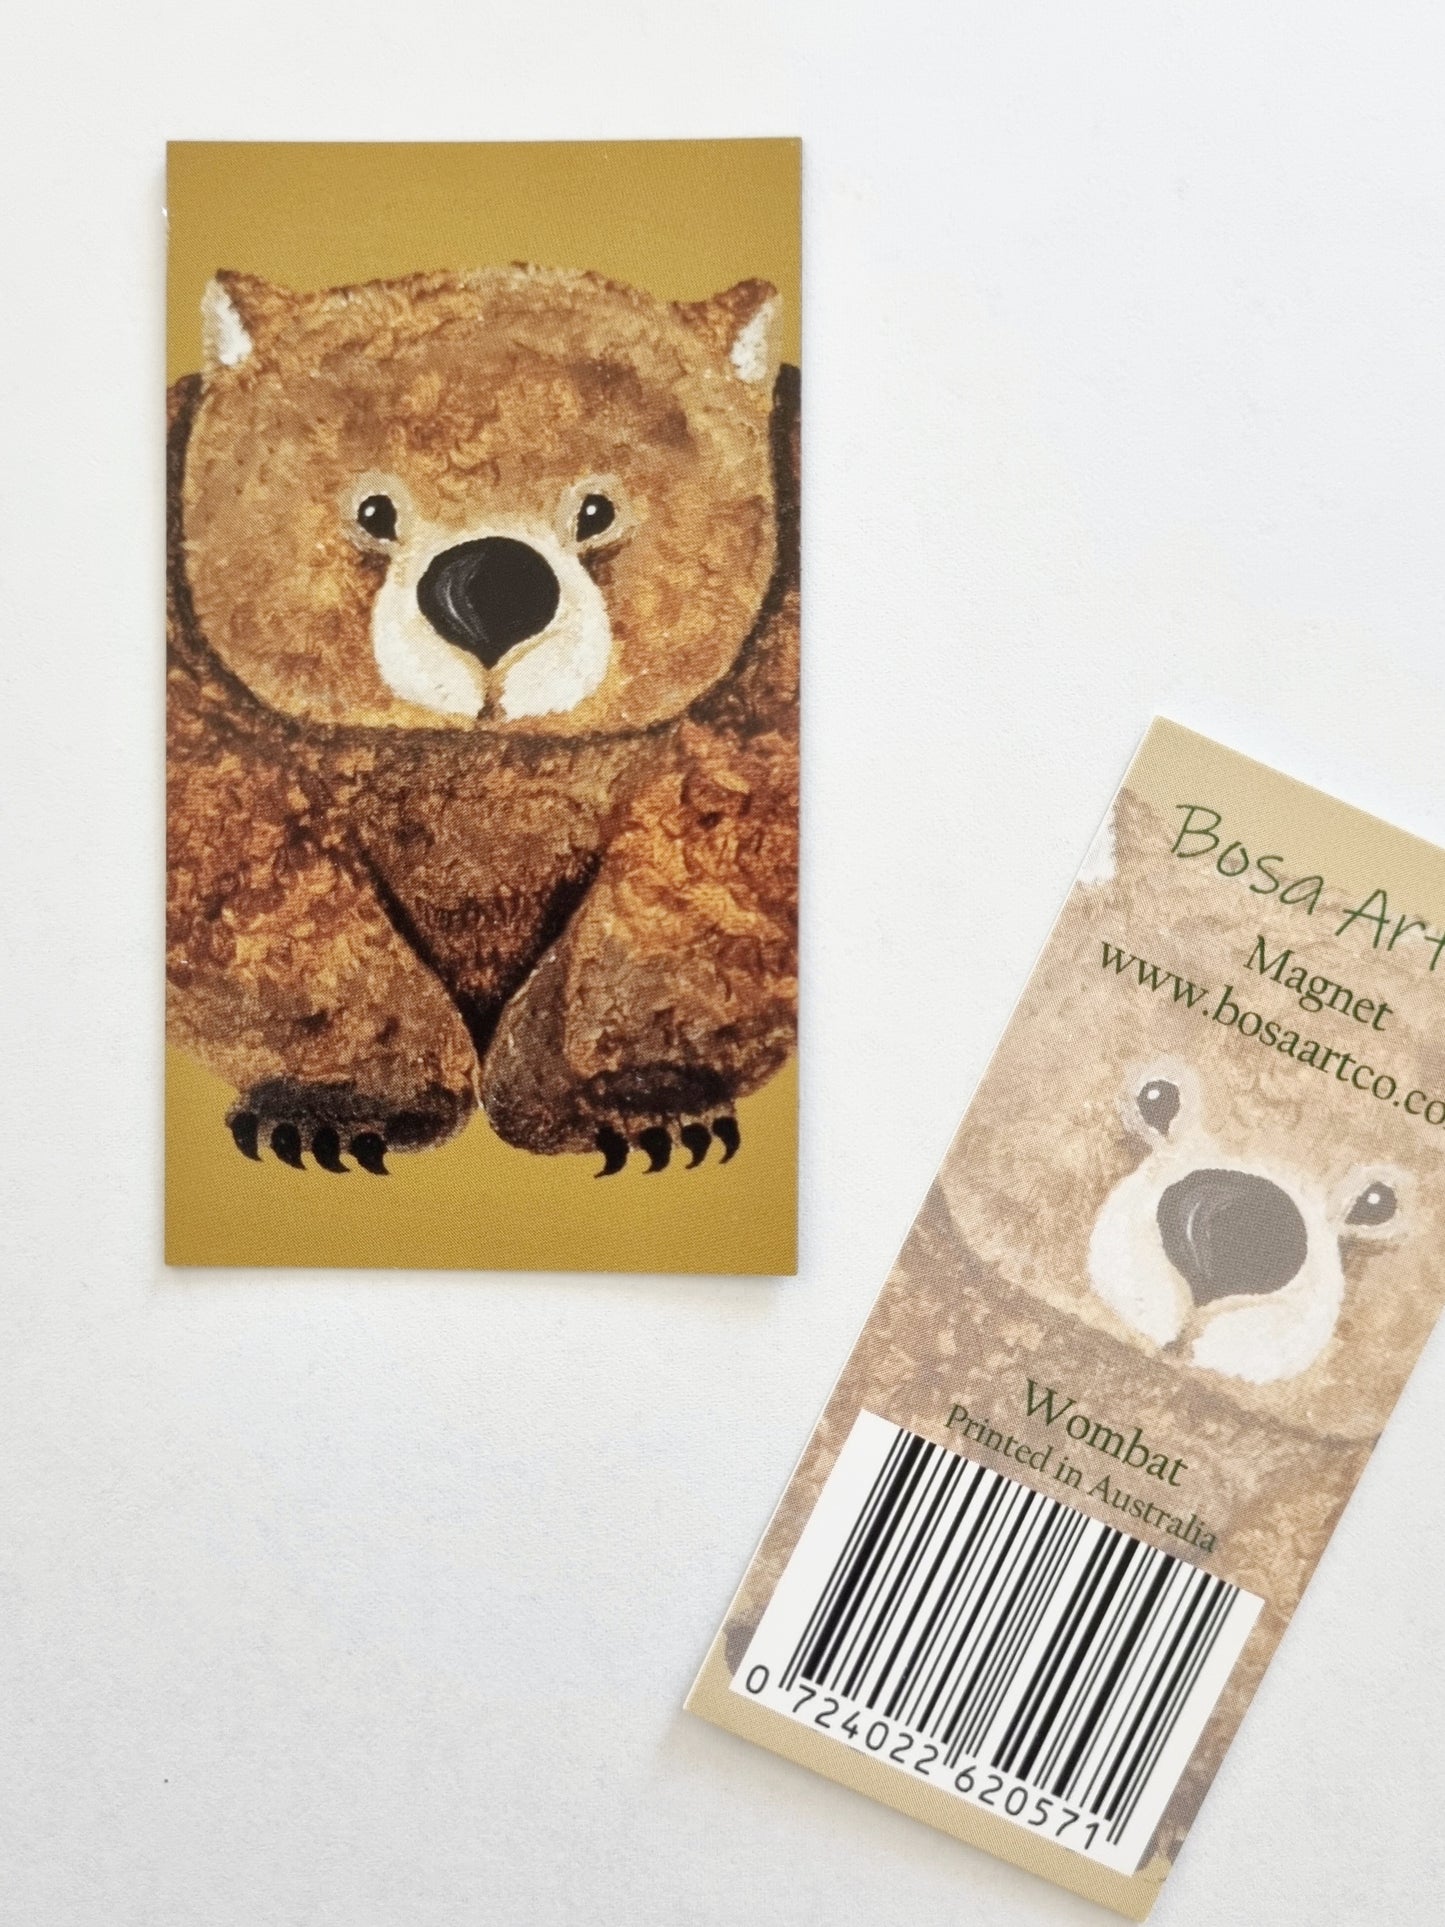 Bosa Art
Magnet
www.bosaartco.co
Wombat
Printed in Australia
0 724022 620571